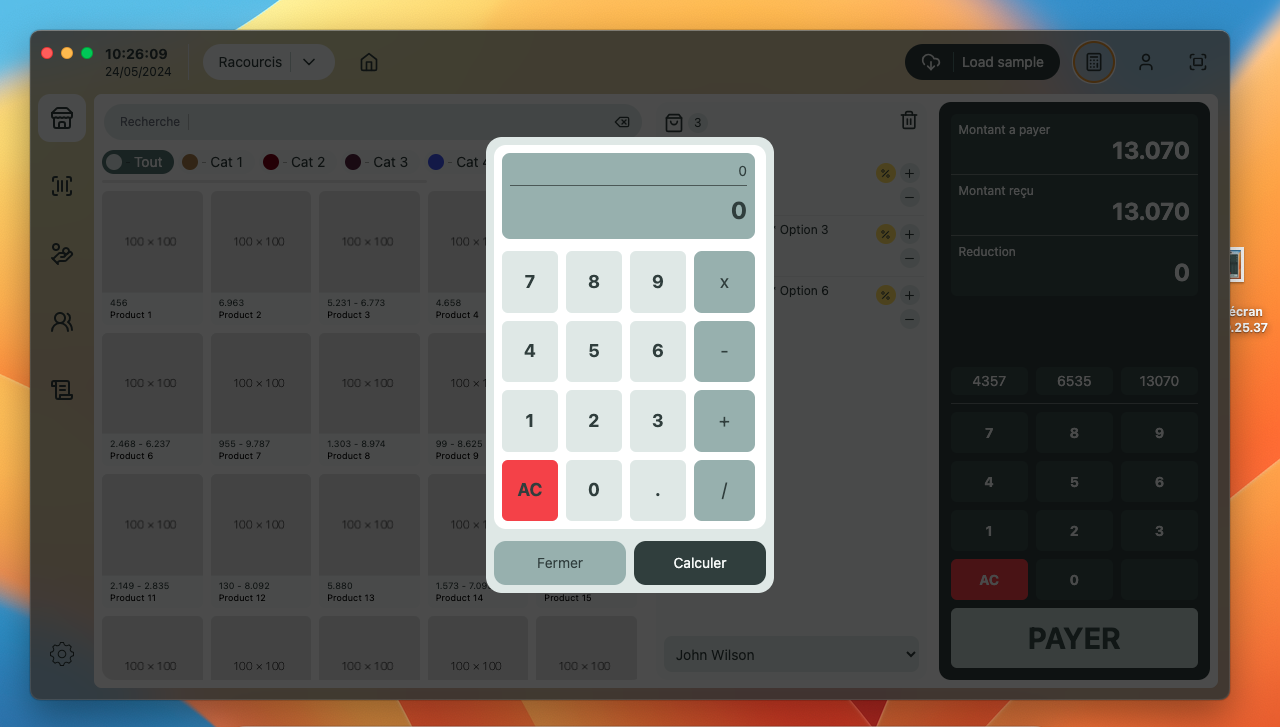 10:26:09
24/05/2024
Racourcis
Load sample
Recherche
3
Tout
- Cat 1
- Cat 2
- Cat 3
- Cat 4
100 × 100
100 × 100
100 × 100
100 × 1
456
Product 1
6.963
Product 2
5.231 - 6.773
Product 3
4.658
Product 4
100 × 100
100 × 100
100 × 100
100 × 1
2.468 - 6.237
Product 6
955 - 9.787
Product 7
1.303 - 8.974
Product 8
99 - 8.625
Product 9
100 × 100
100 × 100
100 × 100
100 × 1
2.149 - 2.835
Product 11
130 - 8.092
Product 12
5.880
Product 13
1.573 - 7.09
Product 14
Product 15
100 × 100
100 × 100
100 × 100
100 × 100
100 × 100
0
0
7 8 9 x
4 5 6 -
1 2 3 +
AC 0 . /
Fermer
Calculer
%
+
−
Option 3
%
+
−
Option 6
%
+
−
John Wilson
Montant a payer
13.070
Montant reçu
13.070
Reduction
0
4357 6535 13070
7 8 9
4 5 6
1 2 3
AC 0
PAYER
écran
.25.37